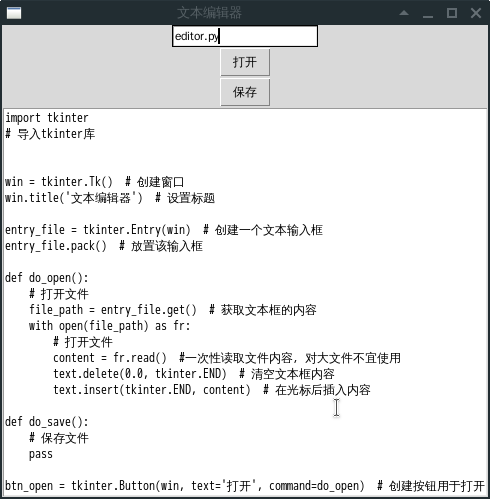 文本编辑器
editor.py
打开
保存
import tkinter
# 导入tkinter库
win = tkinter.Tk()  # 创建窗口
win.title('文本编辑器')  # 设置标题
entry_file = tkinter.Entry(win)  # 创建一个文本输入框
entry_file.pack()  # 放置该输入框
def do_open():
    # 打开文件
    file_path = entry_file.get()  # 获取文本框的内容
    with open(file_path) as fr:
        # 打开文件
        content = fr.read()  #一次性读取文件内容, 对大文件不宜使用
        text.delete(0.0, tkinter.END)  # 清空文本框内容
        text.insert(tkinter.END, content)  # 在光标后插入内容
def do_save():
    # 保存文件
    pass
btn_open = tkinter.Button(win, text='打开', command=do_open)  # 创建按钮用于打开